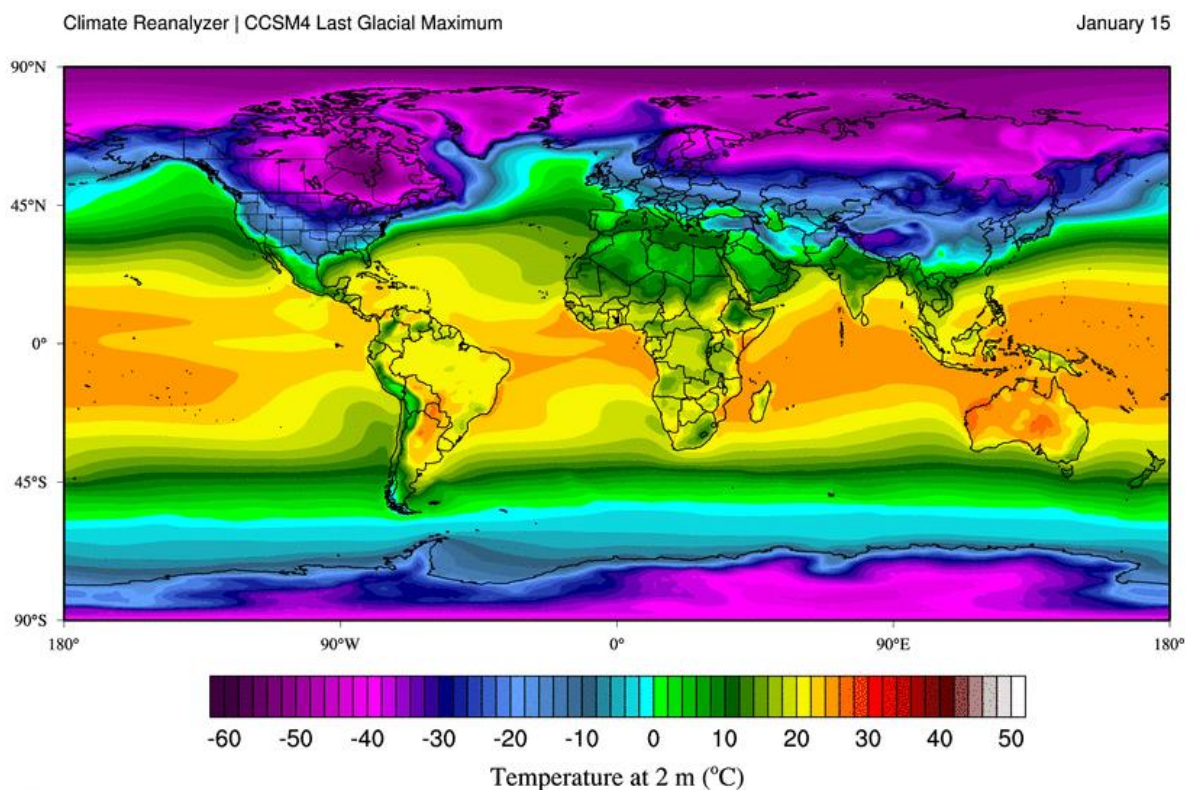 Climate Reanalyzer | CCSM4 Last Glacial Maximum
January 15
90°N
45°N
0°
45°S
90°S
180° 90°W 0° 90°E 180°
-60 -50 -40 -30 -20 -10 0 10 20 30 40 50
Temperature at 2 m (°C)